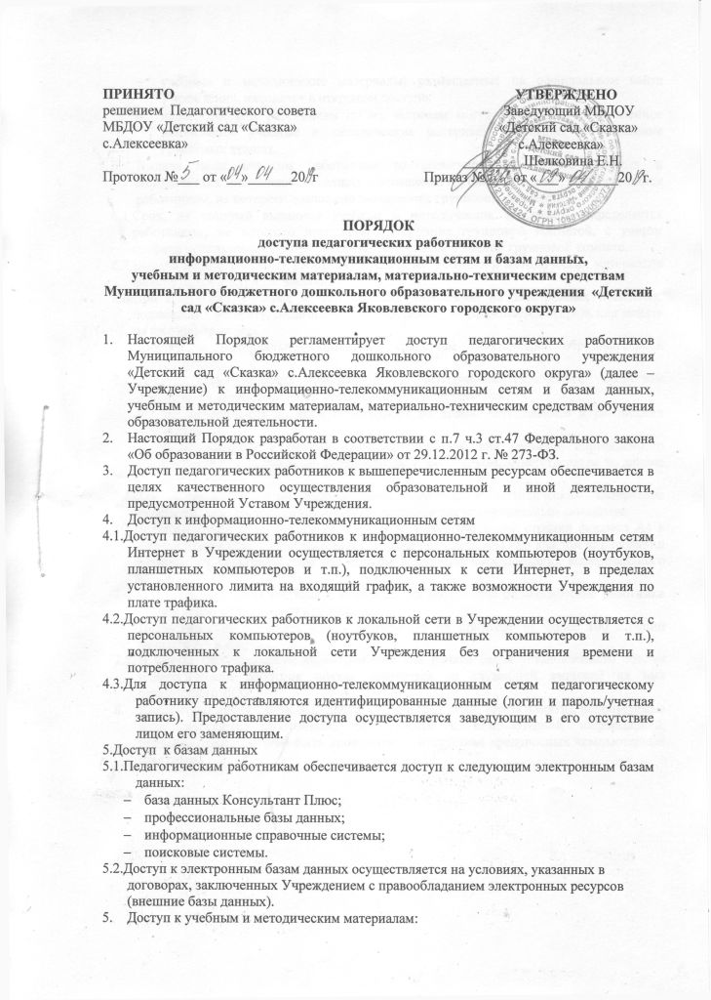 ПРИНЯТО
решением Педагогического совета
МБДОУ «Детский сад «Сказка»
с.Алексеевка»
Протокол № 5 от «04» 04 2019г
УТВЕРЖДЕНО
Заведующий МБДОУ
«Детский сад «Сказка»
с.Алексеевка»
Шелковина Е.Н.
Приказ № от « » 2019г.
ПОРЯДОК
доступа педагогических работников к
информационно-телекоммуникационным сетям и базам данных,
учебным и методическим материалам, материально-техническим средствам
Муниципального бюджетного дошкольного образовательного учреждения «Детский
сад «Сказка» с.Алексеевка Яковлевского городского округа»
1. Настоящей Порядок регламентирует доступ педагогических работников
Муниципального бюджетного дошкольного образовательного учреждения
«Детский сад «Сказка» с.Алексеевка Яковлевского городского округа» (далее –
Учреждение) к информационно-телекоммуникационным сетям и базам данных,
учебным и методическим материалам, материально-техническим средствам обучения
образовательной деятельности.
2. Настоящий Порядок разработан в соответствии с п.7 ч.3 ст.47 Федерального закона
«Об образовании в Российской Федерации» от 29.12.2012 г. № 273-ФЗ.
3. Доступ педагогических работников к вышеперечисленным ресурсам обеспечивается в
целях качественного осуществления образовательной и иной деятельности,
предусмотренной Уставом Учреждения.
4. Доступ к информационно-телекоммуникационным сетям
4.1.Доступ педагогических работников к информационно-телекоммуникационным сетям
Интернет в Учреждении осуществляется с персональных компьютеров (ноутбуков,
планшетных компьютеров и т.п.), подключенных к сети Интернет, в пределах
установленного лимита на входящий график, а также возможности Учреждения по
плате трафика.
4.2.Доступ педагогических работников к локальной сети в Учреждении осуществляется с
персональных компьютеров (ноутбуков, планшетных компьютеров и т.п.),
подключенных к локальной сети Учреждения без ограничения времени и
потребленного трафика.
4.3.Для доступа к информационно-телекоммуникационным сетям педагогическому
работнику предоставляются идентифицированные данные (логин и пароль/учетная
запись). Предоставление доступа осуществляется заведующим в его отсутствие
лицом его заменяющим.
5.Доступ к базам данных
5.1.Педагогическим работникам обеспечивается доступ к следующим электронным базам
данных:
– база данных Консультант Плюс;
– профессиональные базы данных;
– информационные справочные системы;
– поисковые системы.
5.2.Доступ к электронным базам данных осуществляется на условиях, указанных в
договорах, заключенных Учреждением с правообладанием электронных ресурсов
(внешние базы данных).
5. Доступ к учебным и методическим материалам: